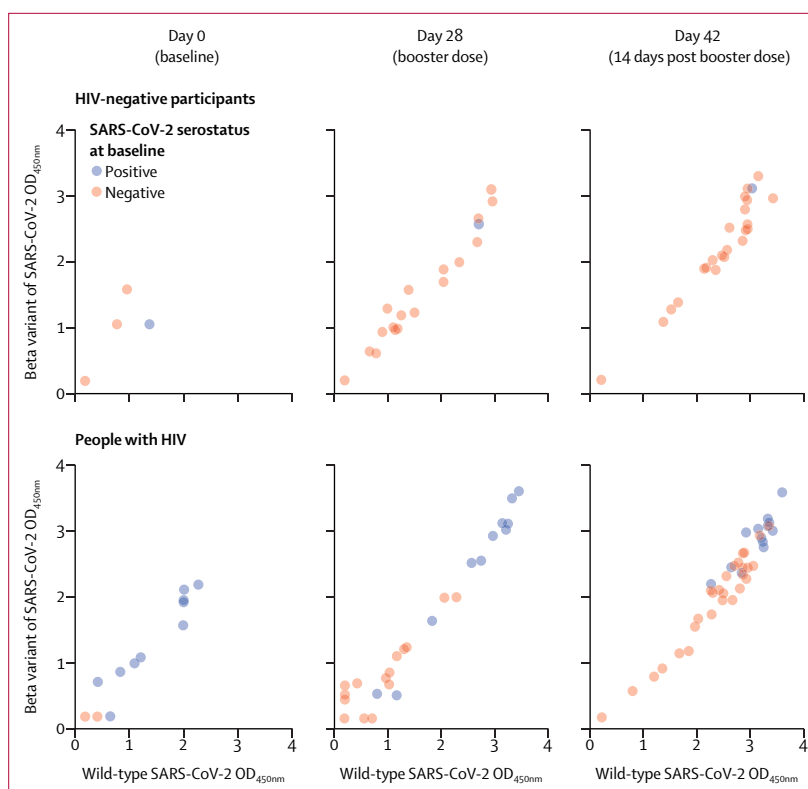 Day 0
(baseline)
Day 28
(booster dose)
Day 42
(14 days post booster dose)
HIV-negative participants
SARS-CoV-2 serostatus
at baseline
Positive
Negative
Beta variant of SARS-CoV-2 OD450nm
4
3
2
1
0
0
1
2
3
4
0
1
2
3
4
0
1
2
3
4
People with HIV
Beta variant of SARS-CoV-2 OD450nm
4
3
2
1
0
0
1
2
3
4
Wild-type SARS-CoV-2 OD450nm
0
1
2
3
4
Wild-type SARS-CoV-2 OD450nm
0
1
2
3
4
Wild-type SARS-CoV-2 OD450nm